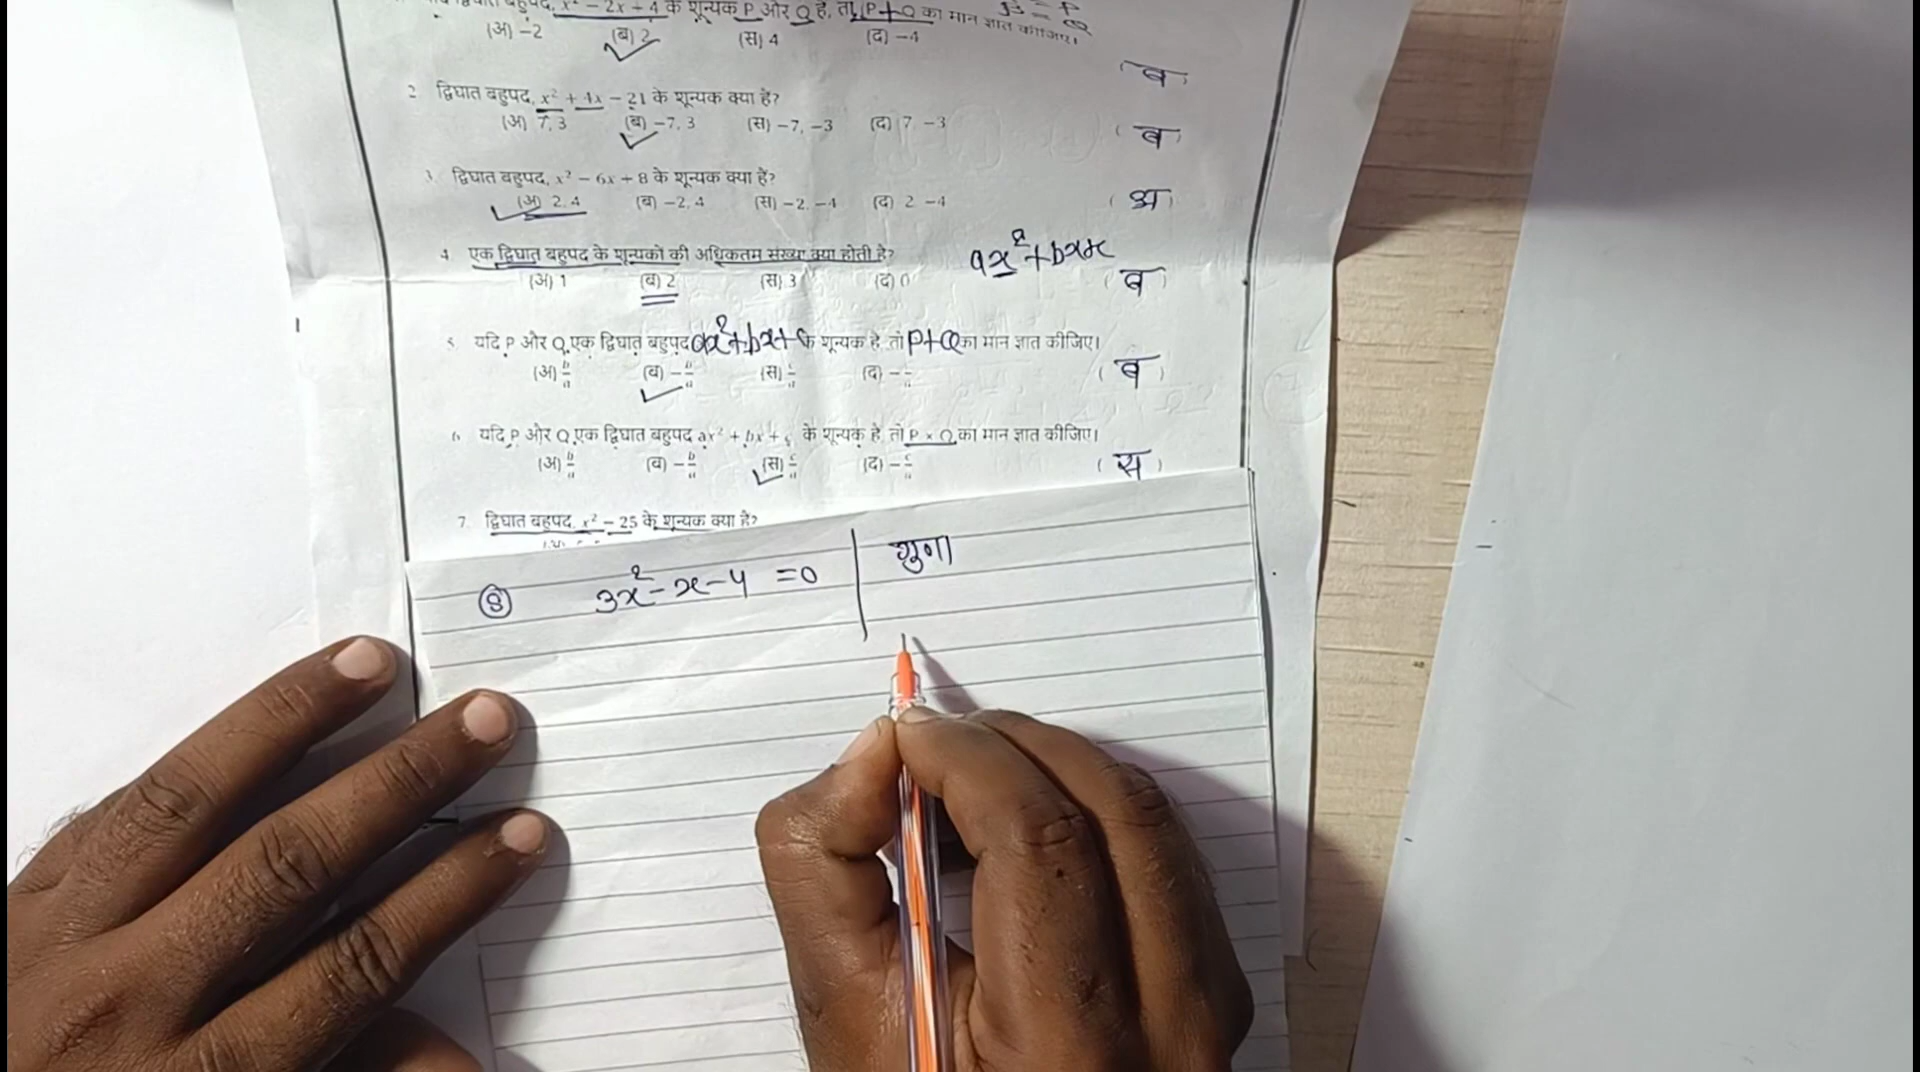 द्विघात बहुपद, x² − 2x + 4 के शून्यक P और Q है, तो P + Q का मान ज्ञात कीजिए।
(अ) −2 (ब) 2 (स) 4 (द) −4
(ब)
2 द्विघात बहुपद, x² + 4x − 21 के शून्यक क्या है?
(अ) 7, 3 (ब) −7, 3 (स) −7, −3 (द) 7 −3
(ब)
3. द्विघात बहुपद, x² − 6x + 8 के शून्यक क्या हैं?
(अ) 2, 4 (ब) −2, 4 (स) −2, −4 (द) 2 −4
(अ)
4 एक द्विघात बहुपद के शून्यकों की अधिकतम संख्या क्या होती है?
ax² + bx + c
(अ) 1 (ब) 2 (स) 3 (द) 0
(ब)
5 यदि P और Q एक द्विघात बहुपद ax²+bx+c के शून्यक है, तो P+Q का मान ज्ञात कीजिए।
(अ) b/a (ब) −b/a (स) c/a (द) −
(ब)
6 यदि P और Q एक द्विघात बहुपद ax² + bx + c के शून्यक है, तो P × Q का मान ज्ञात कीजिए।
(अ) b/a (ब) −b/a (स) c/a (द) −c/a
(स)
7. द्विघात बहुपद, x² − 25 के शून्यक क्या है?
(8) 3x² − x − 4 = 0
गुणा